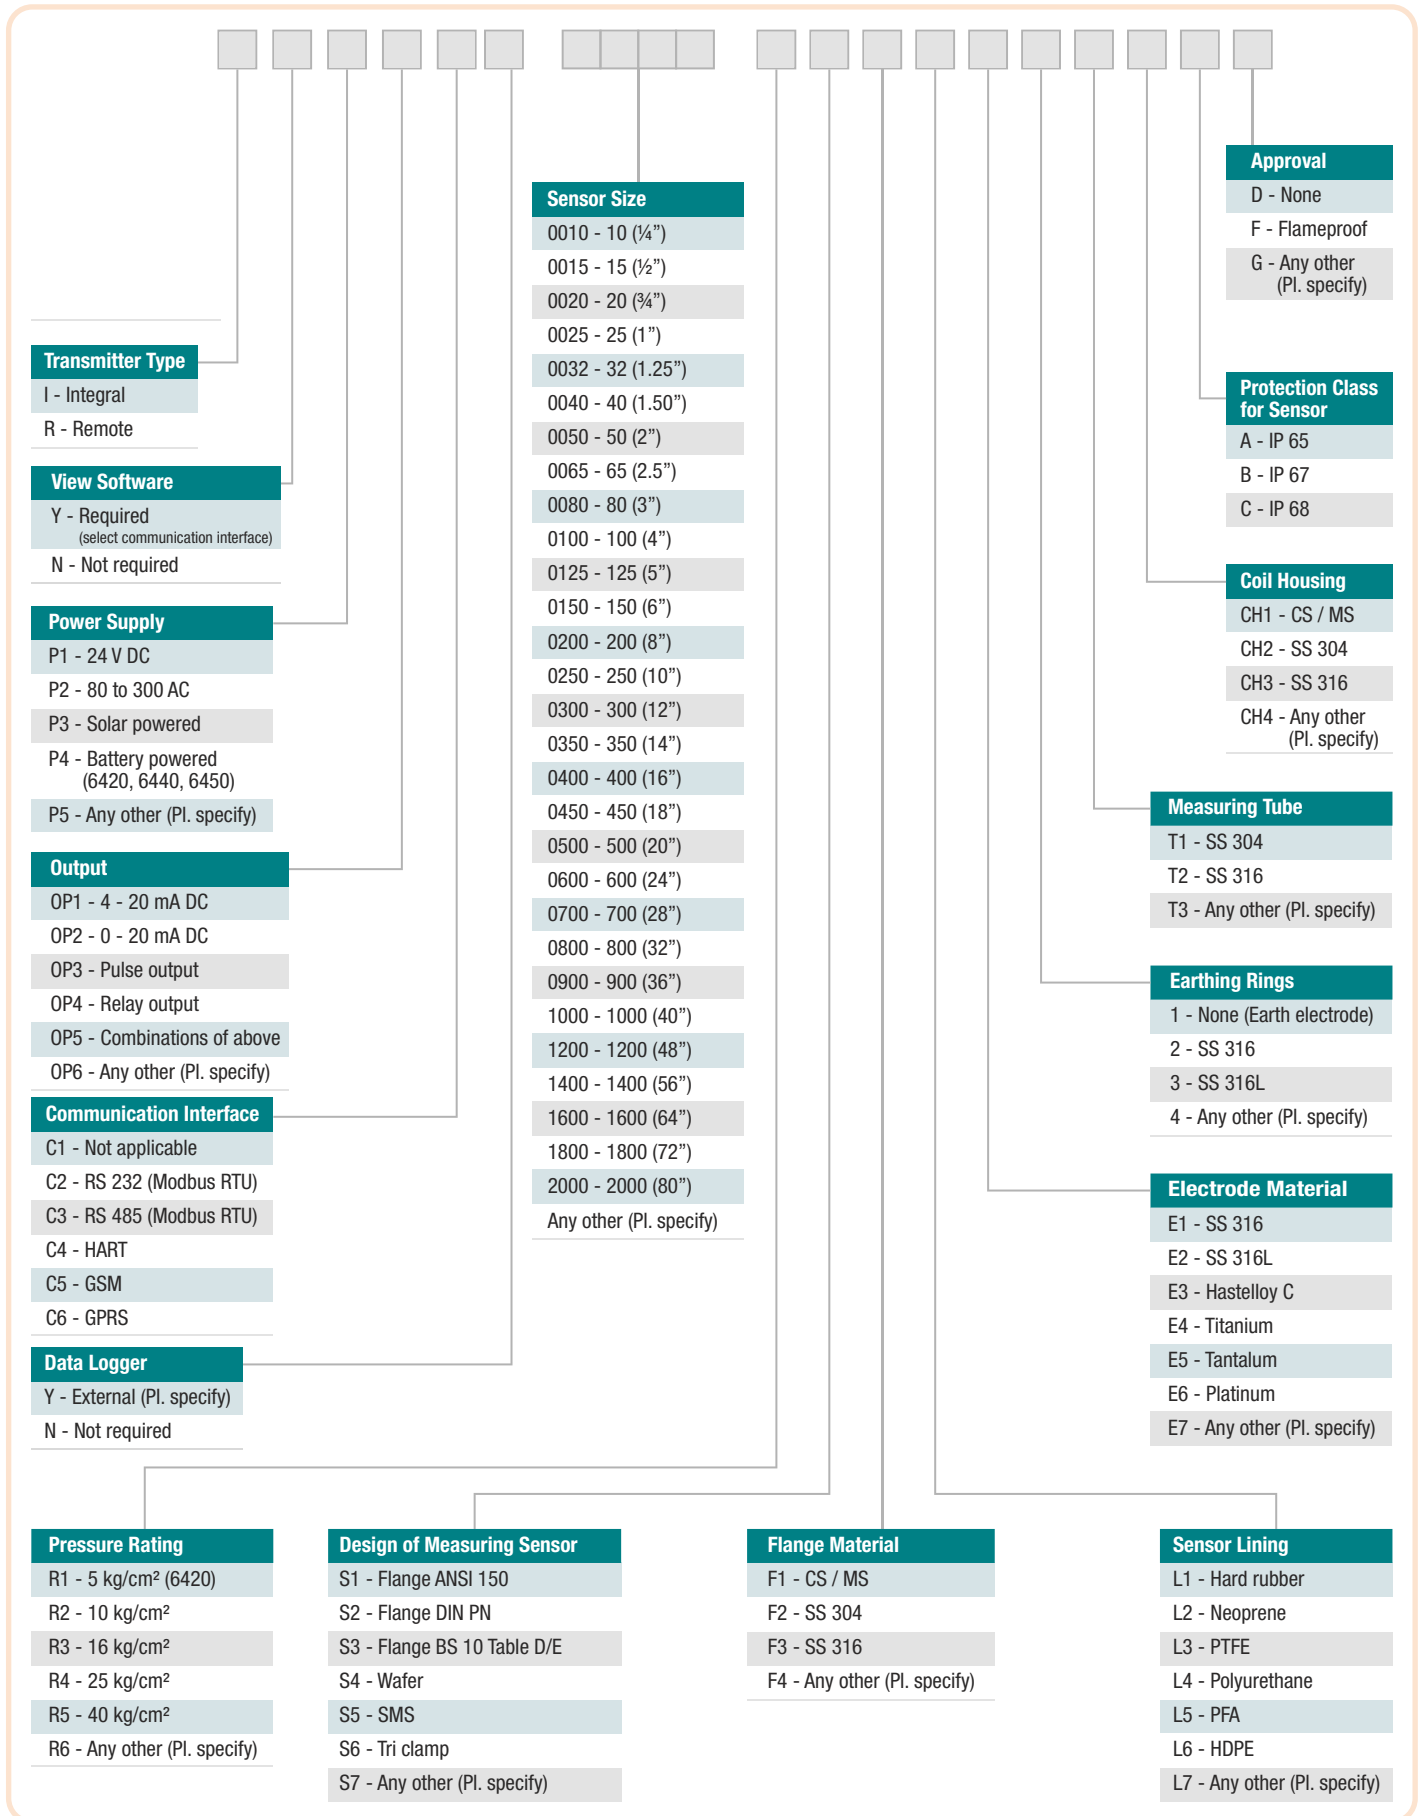 Approval
D - None
F - Flameproof
G - Any other
(Pl. specify)
Sensor Size
0010 - 10 (¼”)
0015 - 15 (½”)
0020 - 20 (¾”)
0025 - 25 (1”)
0032 - 32 (1.25”)
0040 - 40 (1.50”)
0050 - 50 (2”)
0065 - 65 (2.5”)
0080 - 80 (3”)
0100 - 100 (4”)
0125 - 125 (5”)
0150 - 150 (6”)
0200 - 200 (8”)
0250 - 250 (10”)
0300 - 300 (12”)
0350 - 350 (14”)
0400 - 400 (16”)
0450 - 450 (18”)
0500 - 500 (20”)
0600 - 600 (24”)
0700 - 700 (28”)
0800 - 800 (32”)
0900 - 900 (36”)
1000 - 1000 (40”)
1200 - 1200 (48”)
1400 - 1400 (56”)
1600 - 1600 (64”)
1800 - 1800 (72”)
2000 - 2000 (80”)
Any other (Pl. specify)
Transmitter Type
I - Integral
R - Remote
View Software
Y - Required
(select communication interface)
N - Not required
Power Supply
P1 - 24 V DC
P2 - 80 to 300 AC
P3 - Solar powered
P4 - Battery powered
(6420, 6440, 6450)
P5 - Any other (Pl. specify)
Output
OP1 - 4 - 20 mA DC
OP2 - 0 - 20 mA DC
OP3 - Pulse output
OP4 - Relay output
OP5 - Combinations of above
OP6 - Any other (Pl. specify)
Communication Interface
C1 - Not applicable
C2 - RS 232 (Modbus RTU)
C3 - RS 485 (Modbus RTU)
C4 - HART
C5 - GSM
C6 - GPRS
Data Logger
Y - External (Pl. specify)
N - Not required
Protection Class
for Sensor
A - IP 65
B - IP 67
C - IP 68
Coil Housing
CH1 - CS / MS
CH2 - SS 304
CH3 - SS 316
CH4 - Any other
(Pl. specify)
Measuring Tube
T1 - SS 304
T2 - SS 316
T3 - Any other (Pl. specify)
Earthing Rings
1 - None (Earth electrode)
2 - SS 316
3 - SS 316L
4 - Any other (Pl. specify)
Electrode Material
E1 - SS 316
E2 - SS 316L
E3 - Hastelloy C
E4 - Titanium
E5 - Tantalum
E6 - Platinum
E7 - Any other (Pl. specify)
Pressure Rating
R1 - 5 kg/cm² (6420)
R2 - 10 kg/cm²
R3 - 16 kg/cm²
R4 - 25 kg/cm²
R5 - 40 kg/cm²
R6 - Any other (Pl. specify)
Design of Measuring Sensor
S1 - Flange ANSI 150
S2 - Flange DIN PN
S3 - Flange BS 10 Table D/E
S4 - Wafer
S5 - SMS
S6 - Tri clamp
S7 - Any other (Pl. specify)
Flange Material
F1 - CS / MS
F2 - SS 304
F3 - SS 316
F4 - Any other (Pl. specify)
Sensor Lining
L1 - Hard rubber
L2 - Neoprene
L3 - PTFE
L4 - Polyurethane
L5 - PFA
L6 - HDPE
L7 - Any other (Pl. specify)